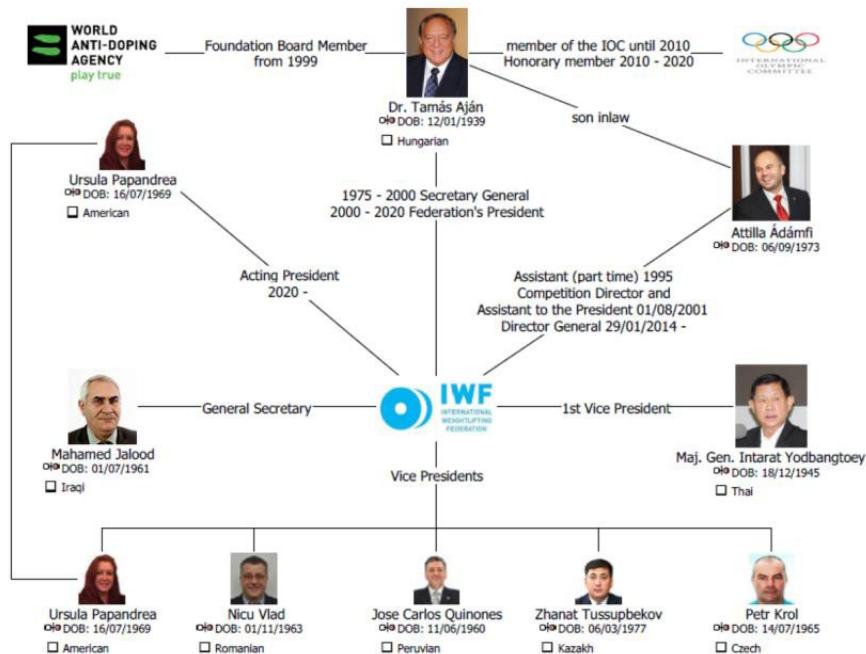 WORLD
ANTI-DOPING
AGENCY
play true
Foundation Board Member
from 1999
member of the IOC until 2010
Honorary member 2010 - 2020
INTERNATIONAL
OLYMPIC
COMMITTEE
Dr. Tamás Aján
DOB: 12/01/1939
Hungarian
son inlaw
Ursula Papandrea
DOB: 16/07/1969
American
1975 - 2000 Secretary General
2000 - 2020 Federation's President
Attilla Ádámfi
DOB: 06/09/1973
Acting President
2020 -
Assistant (part time) 1995
Competition Director and
Assistant to the President 01/08/2001
Director General 29/01/2014 -
Mahamed Jalood
DOB: 01/07/1961
Iraqi
General Secretary
IWF
INTERNATIONAL
WEIGHTLIFTING
FEDERATION
1st Vice President
Maj. Gen. Intarat Yodbangtoey
DOB: 18/12/1945
Thai
Vice Presidents
Ursula Papandrea
DOB: 16/07/1969
American
Nicu Vlad
DOB: 01/11/1963
Romanian
Jose Carlos Quinones
DOB: 11/06/1960
Peruvian
Zhanat Tussupbekov
DOB: 06/03/1977
Kazakh
Petr Krol
DOB: 14/07/1965
Czech